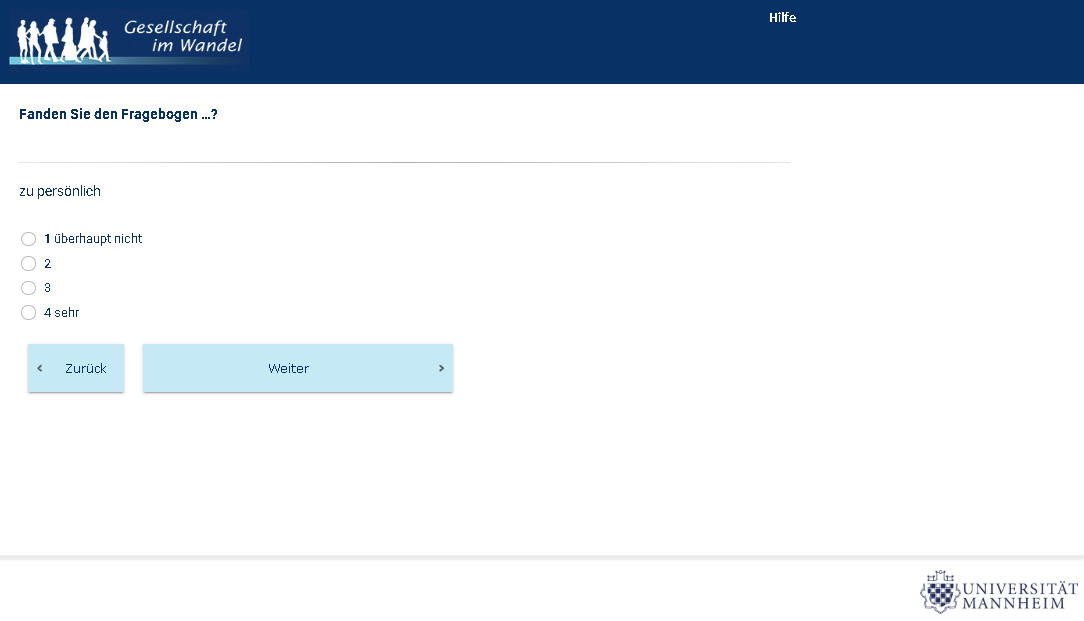 Gesellschaft
im Wandel
Hilfe
Fanden Sie den Fragebogen ...?
zu persönlich
1 überhaupt nicht
2
3
4 sehr
Zurück
Weiter
UNIVERSITÄT
MANNHEIM